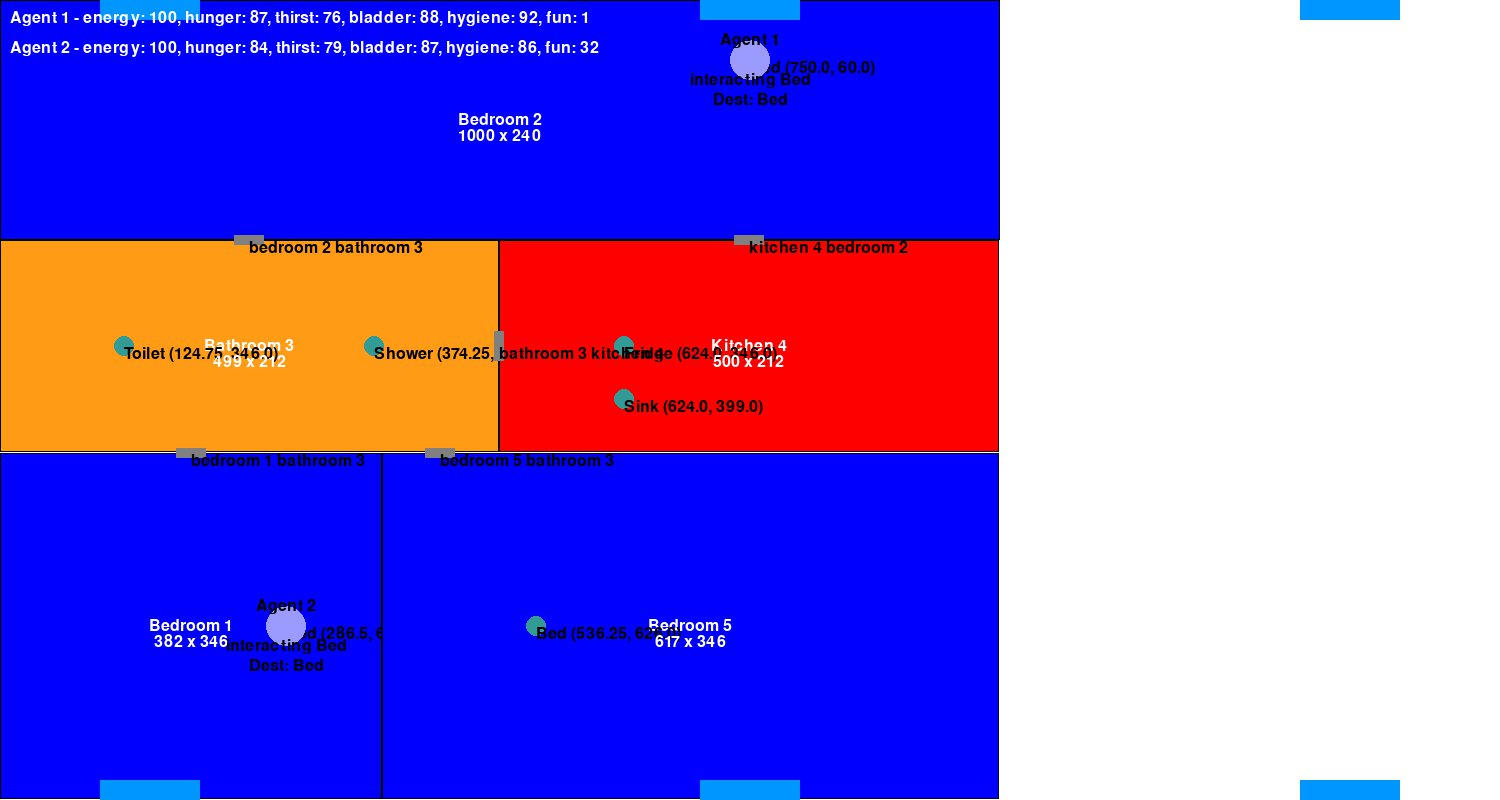 Agent 1 - energy: 100, hunger: 87, thirst: 76, bladder: 88, hygiene: 92, fun: 1
Agent 2 - energy: 100, hunger: 84, thirst: 79, bladder: 87, hygiene: 86, fun: 32
Agent 1
(750.0, 60.0)
interacting Bed
Dest: Bed
Bedroom 2
1000 x 240
bedroom 2 bathroom 3
kitchen 4 bedroom 2
Bathroom 3
Toilet (124.75, 346.0)
499 x 212
Shower (374.25,
bathroom 3 kitchen 4
Kitchen 4
Fridge (624.0, 346.0)
500 x 212
Sink (624.0, 399.0)
bedroom 1 bathroom 3
bedroom 5 bathroom 3
Agent 2
Bedroom 1
(286.5,
382 x 346
interacting Bed
Dest: Bed
Bedroom 5
Bed (536.25,
617 x 346